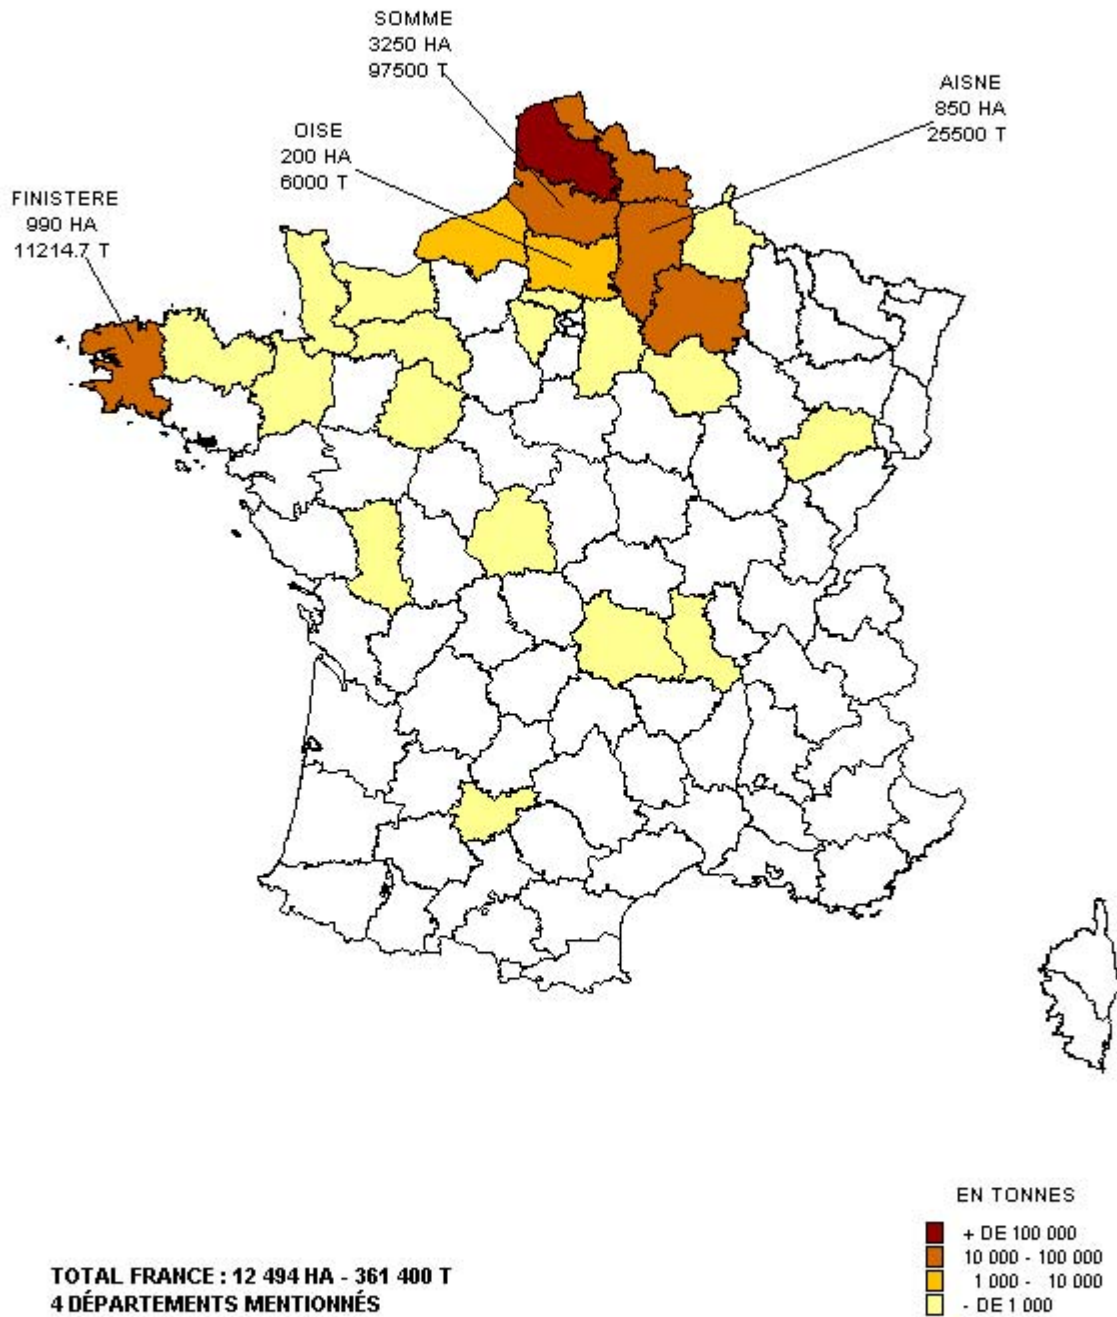 SOMME
3250 HA
97500 T
AISNE
850 HA
25500 T
OISE
200 HA
6000 T
FINISTERE
990 HA
11214.7 T
EN TONNES
+ DE 100 000
10 000 - 100 000
1 000 - 10 000
- DE 1 000
TOTAL FRANCE : 12 494 HA - 361 400 T
4 DÉPARTEMENTS MENTIONNÉS